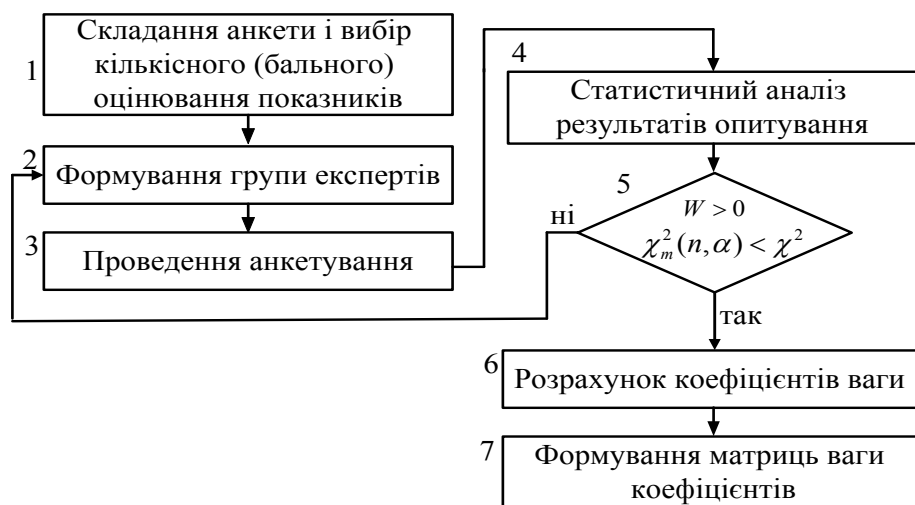 1
Складання анкети і вибір
кількісного (бального)
оцінювання показників
2
Формування групи експертів
3
Проведення анкетування
4
Статистичний аналіз
результатів опитування
5
W > 0
χ²ₘ(n, α) < χ²
ні
так
6
Розрахунок коефіцієнтів ваги
7
Формування матриць ваги
коефіцієнтів